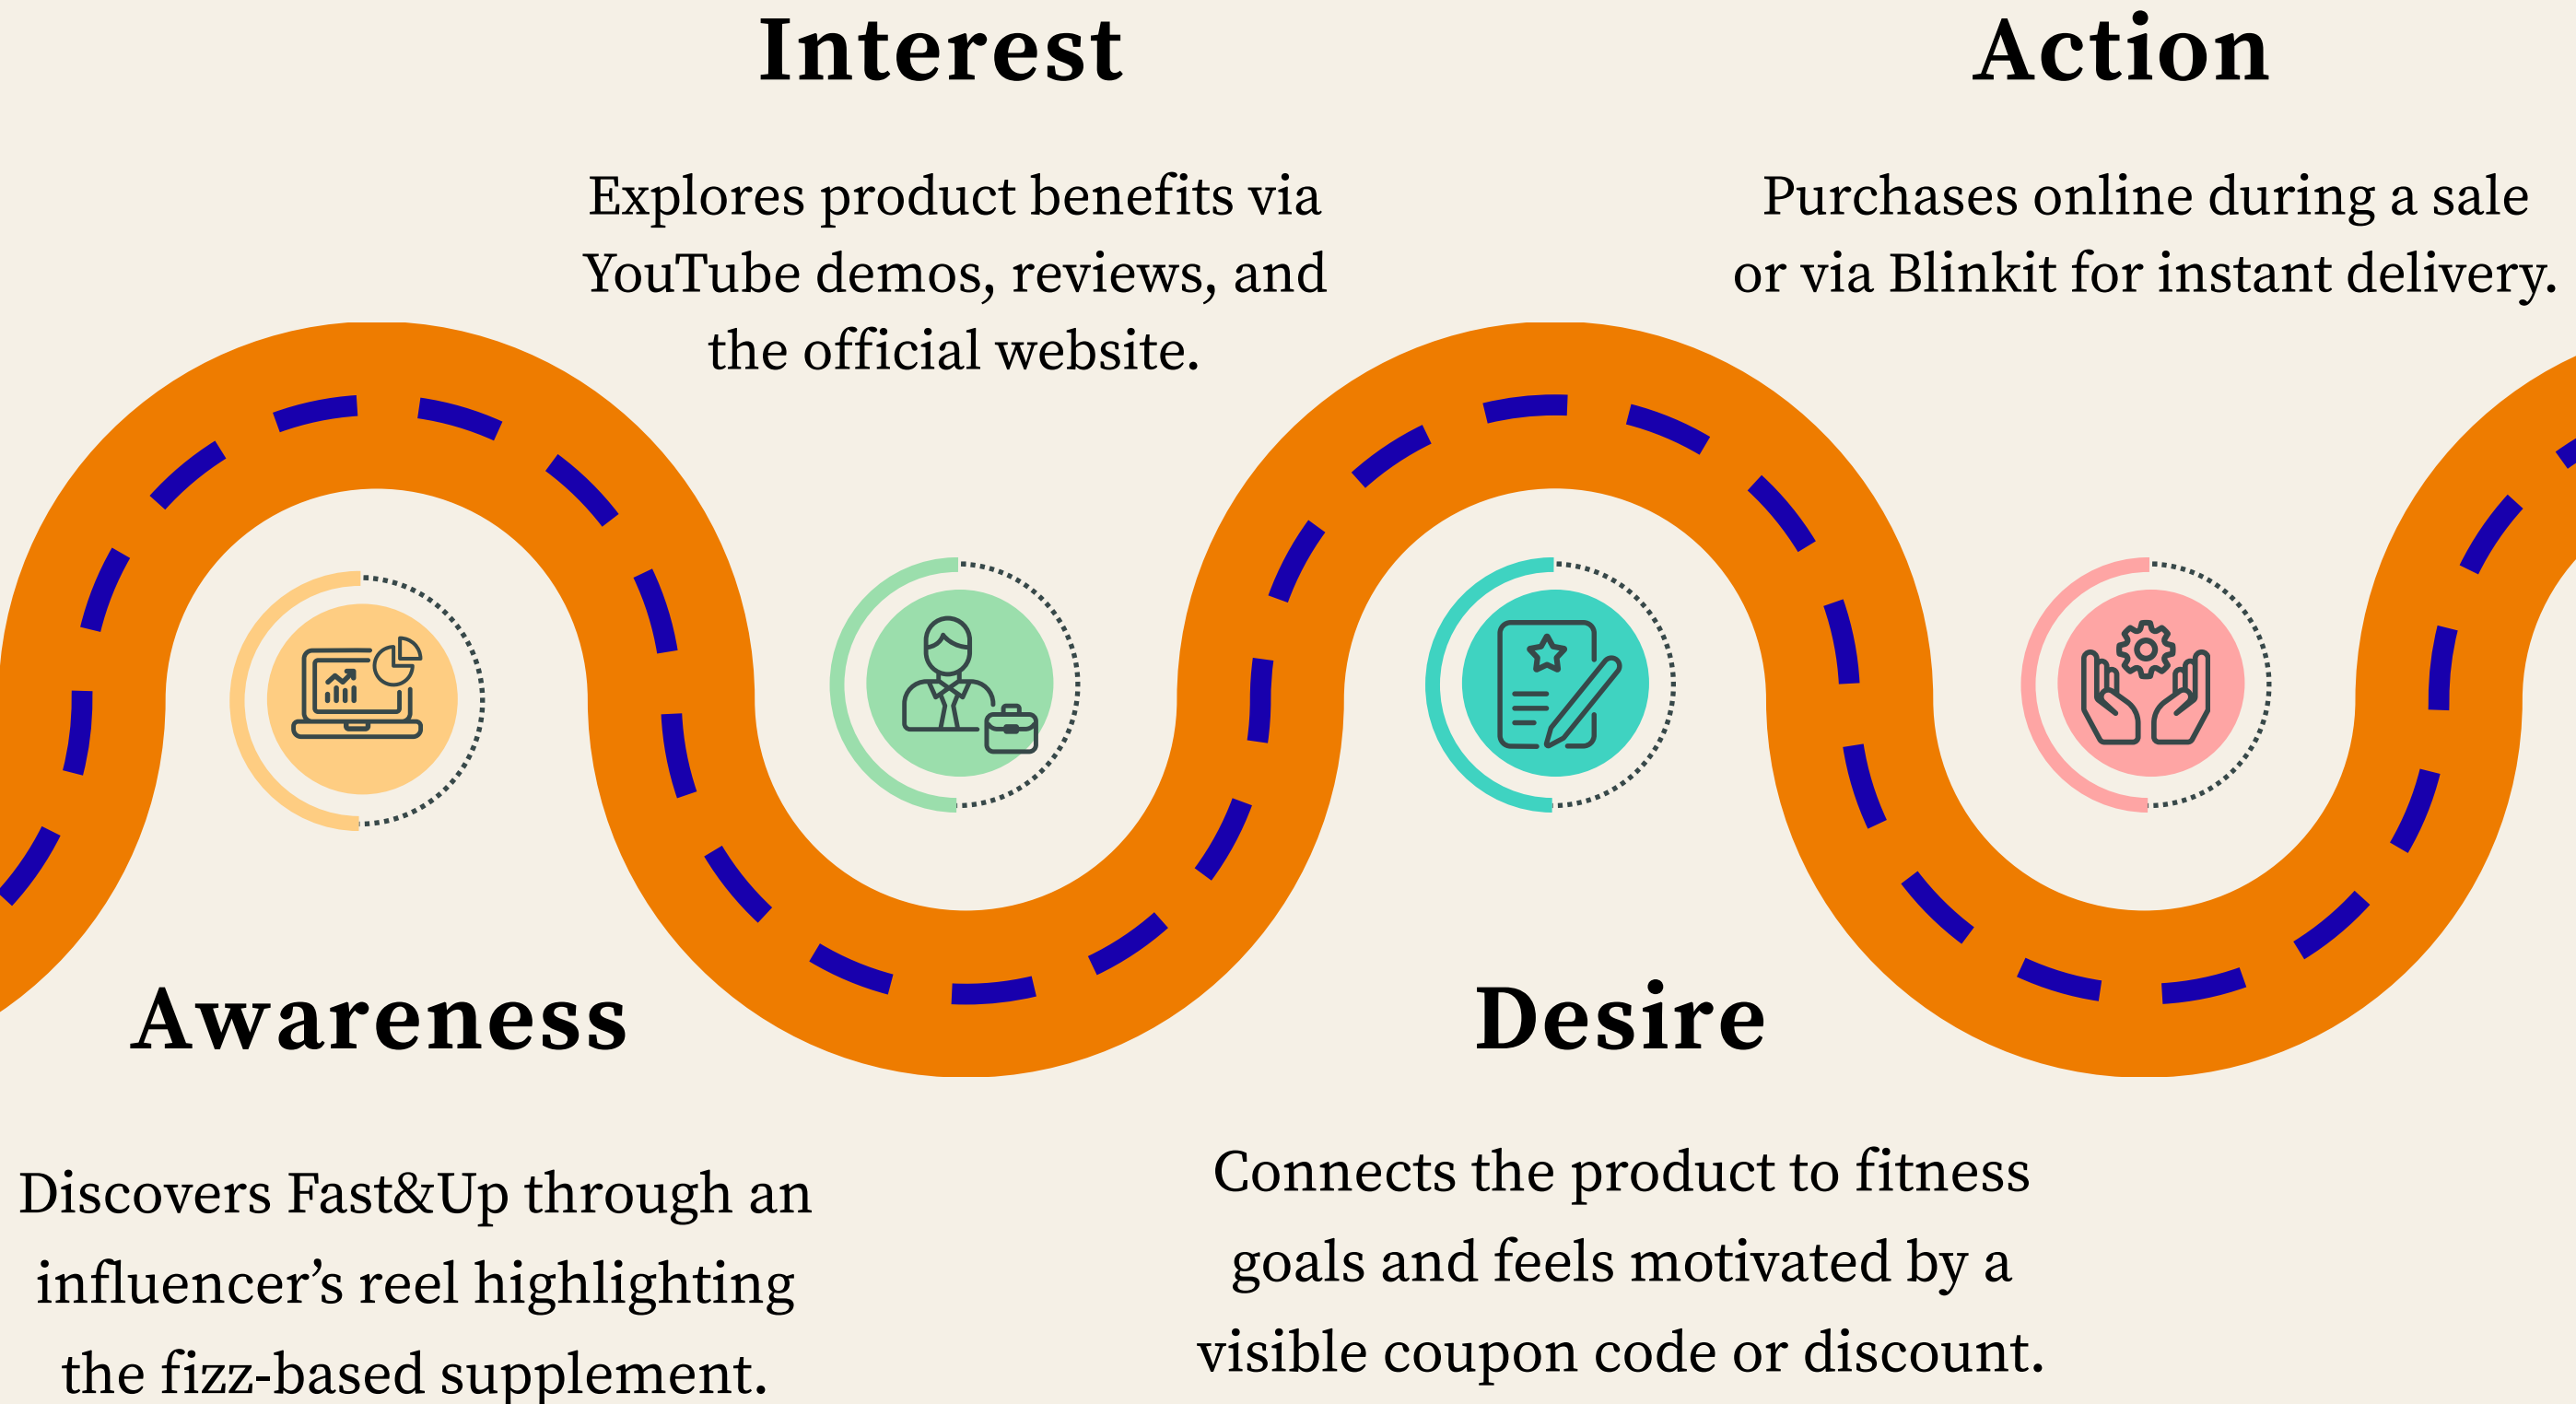 Interest
Explores product benefits via
YouTube demos, reviews, and
the official website.
Action
Purchases online during a sale
or via Blinkit for instant delivery.
Awareness
Discovers Fast&Up through an
influencer’s reel highlighting
the fizz-based supplement.
Desire
Connects the product to fitness
goals and feels motivated by a
visible coupon code or discount.